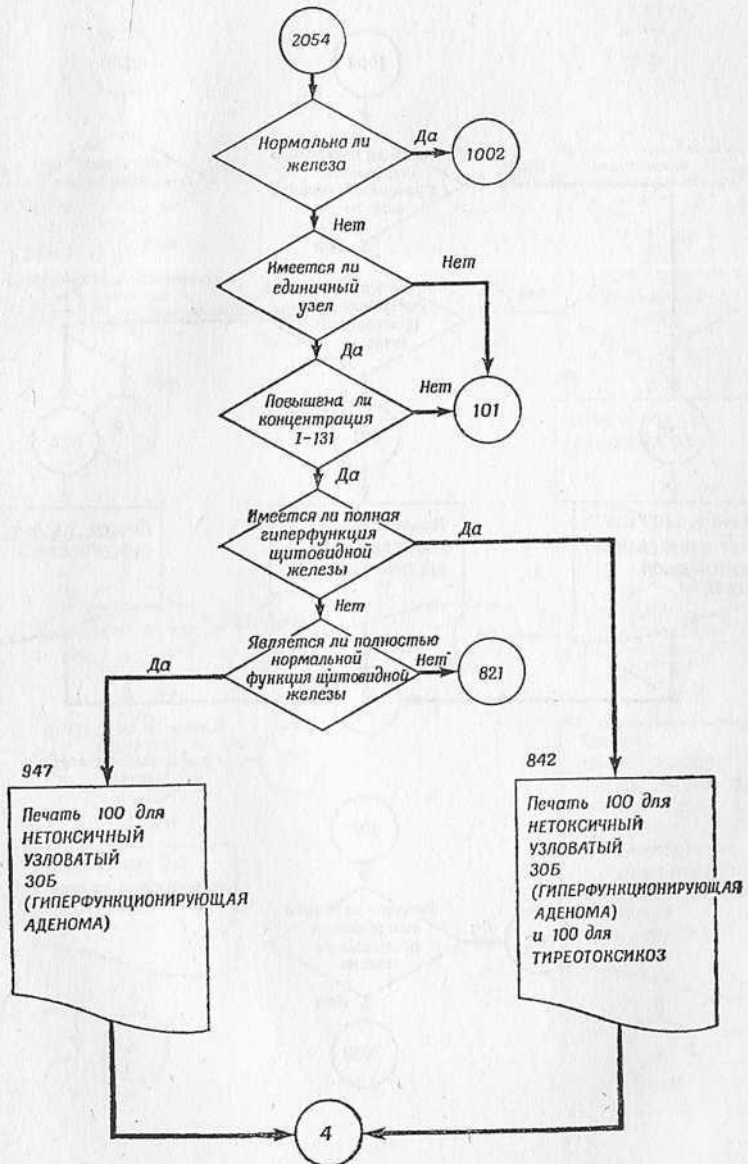 2054
Нормальна ли
железа
Да
1002
Нет
Имеется ли
единичный
узел
Нет
Да
Повышена ли
концентрация
I-131
Нет
101
Да
Имеется ли полная
гиперфункция
щитовидной
железы
Да
Нет
Является ли полностью
нормальной
функция щитовидной
железы
Да
Нет
821
947
Печать 100 для
НЕТОКСИЧНЫЙ
УЗЛОВАТЫЙ
ЗОБ
(ГИПЕРФУНКЦИОНИРУЮЩАЯ
АДЕНОМА)
842
Печать 100 для
НЕТОКСИЧНЫЙ
УЗЛОВАТЫЙ
ЗОБ
(ГИПЕРФУНКЦИОНИРУЮЩАЯ
АДЕНОМА)
и 100 для
ТИРЕОТОКСИКОЗ
4